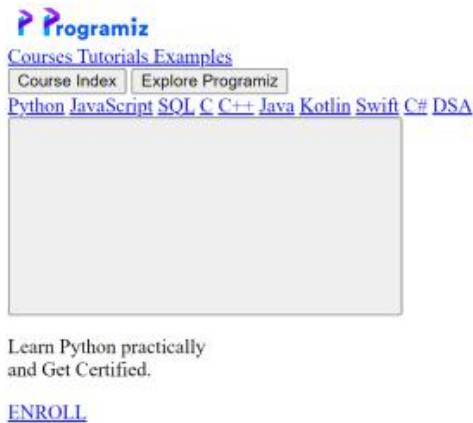 Programiz
Courses Tutorials Examples
Course Index Explore Programiz
Python JavaScript SQL C C++ Java Kotlin Swift C# DSA
Learn Python practically
and Get Certified.
ENROLL